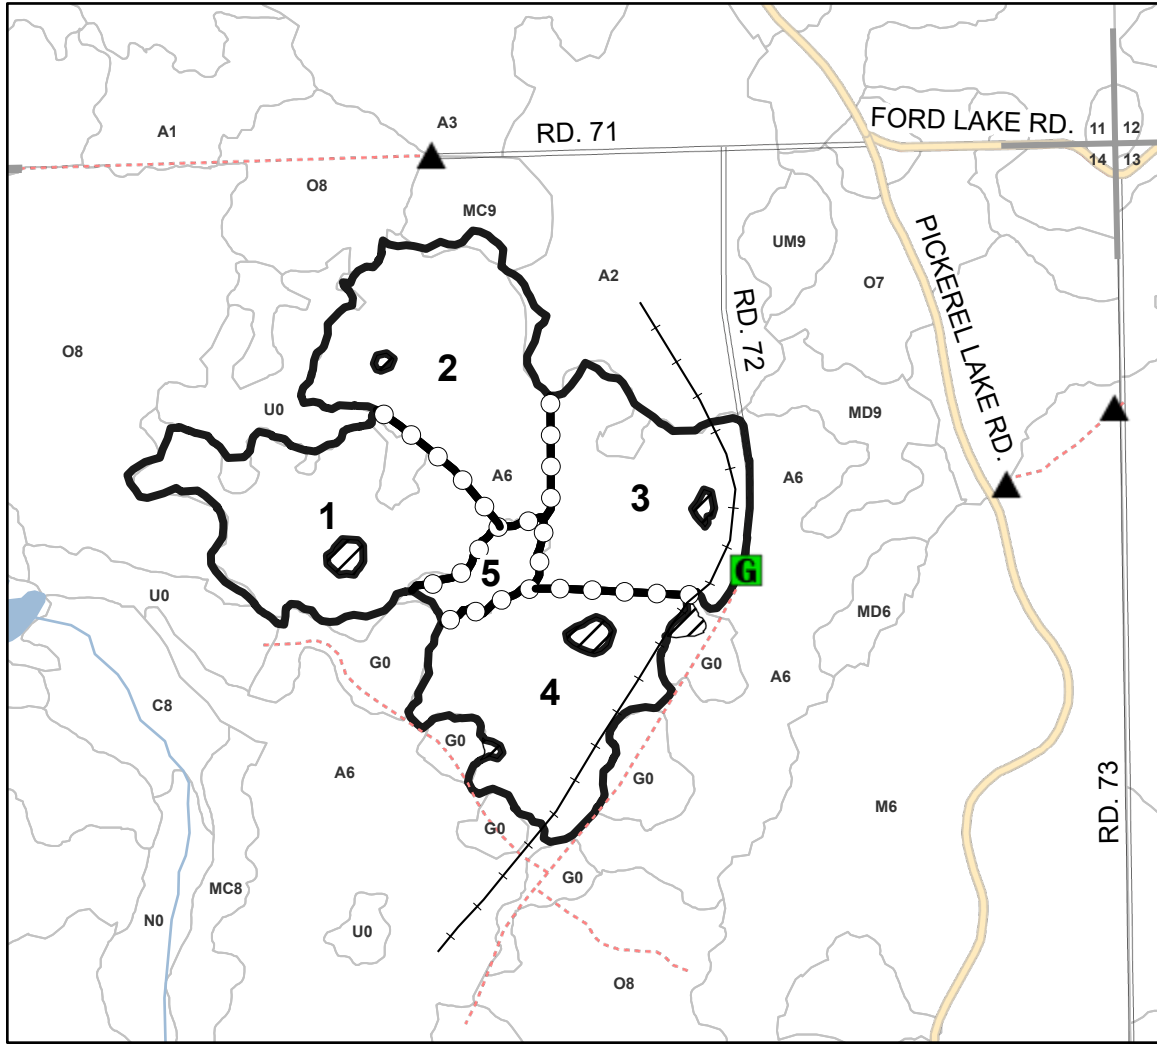 A1
A3
RD. 71
FORD LAKE RD.
11 12
14 13
O8
MC9
UM9
A2
O7
PICKEREL LAKE RD.
RD. 72
O8
2
U0
MD9
A6
A6
3
1
5
G
U0
MD6
G0
G0
A6
4
C8
G0
A6
G0
M6
RD. 73
G0
G0
MC8
N0
U0
O8